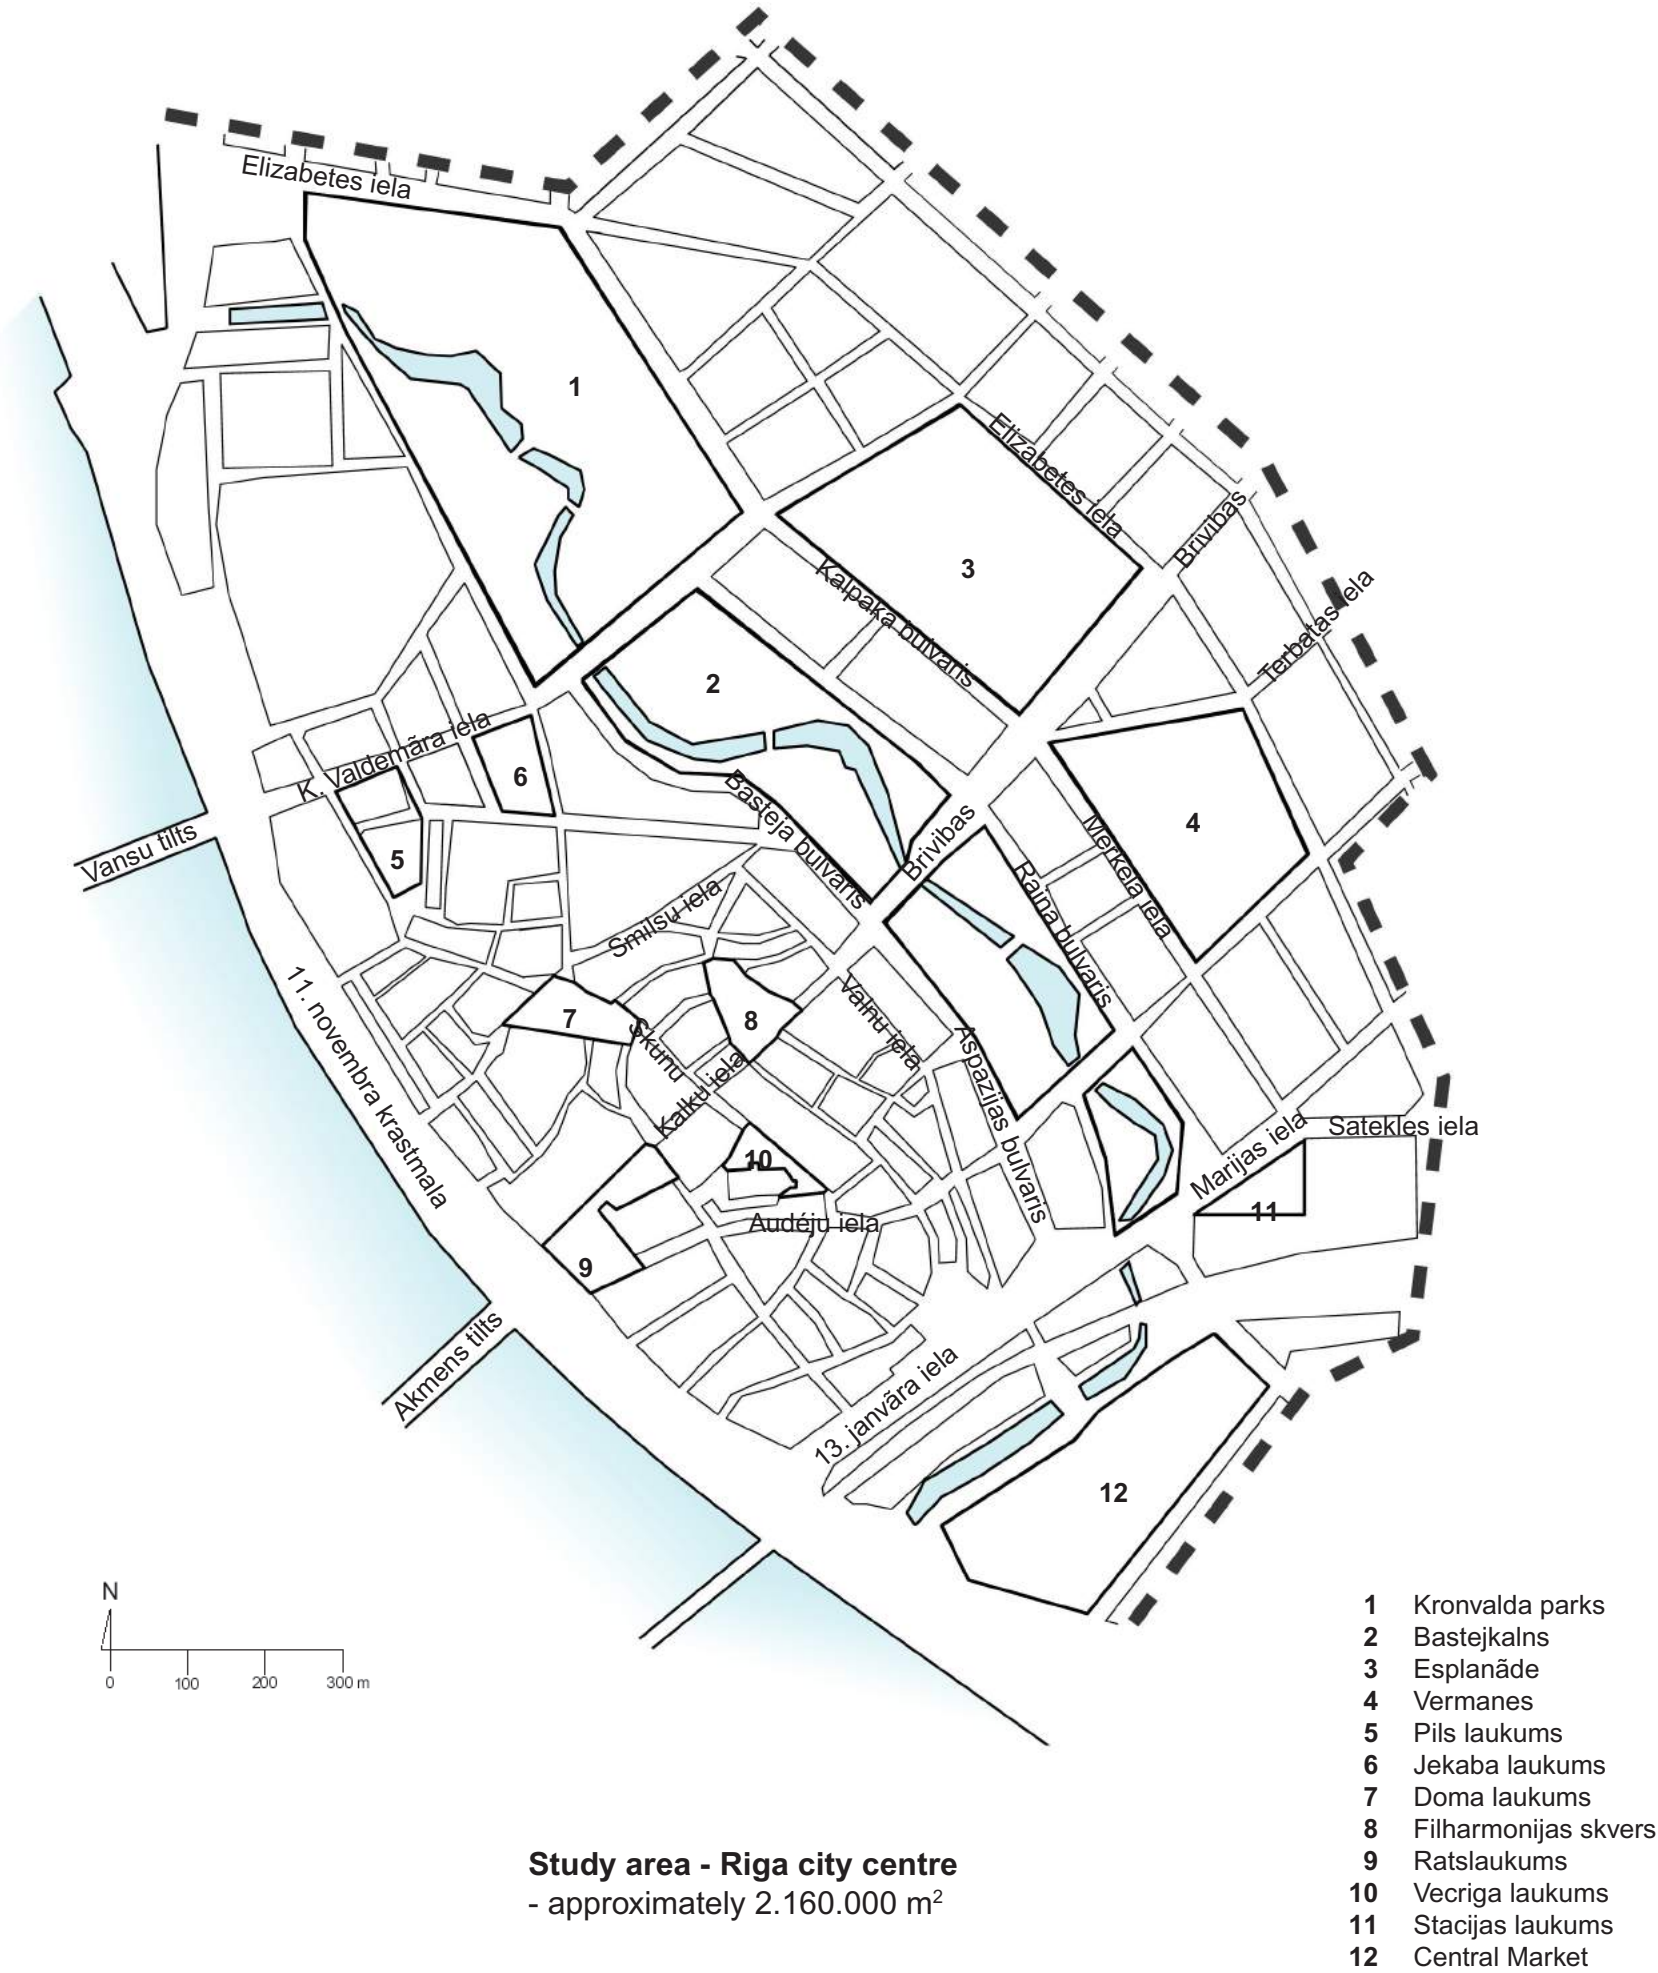 Elizabetes iela
1
Elizabetes iela
Brivibas
3
Kalpaka bulvaris
Terbatas iela
2
K. Valdemãra iela
6
Basteja bulvaris
Brivibas
4
Merkela iela
Vansu tilts
5
Raina bulvaris
Smilsu iela
11. novembra krastmala
7
Skunu
8
Valnu iela
Kalku iela
Aspazijas bulvaris
Satekles iela
Marijas iela
10
11
Audéju iela
9
Akmens tilts
13. janvãra iela
12
N
0 100 200 300 m
1 Kronvalda parks
2 Bastejkalns
3 Esplanãde
4 Vermanes
5 Pils laukums
6 Jekaba laukums
7 Doma laukums
8 Filharmonijas skvers
9 Ratslaukums
10 Vecriga laukums
11 Stacijas laukums
12 Central Market
Study area - Riga city centre
- approximately 2.160.000 m²